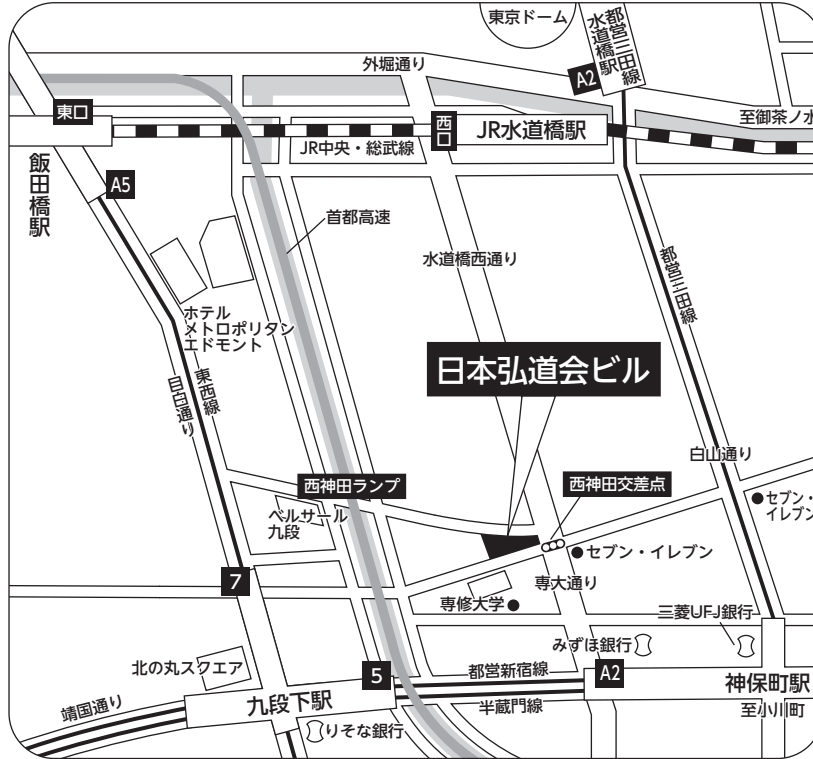 東京ドーム
都営三田線
水道橋駅
外堀通り
A2
東口
西口
JR水道橋駅
至御茶ノ水
JR中央・総武線
飯田橋駅
A5
首都高速
水道橋西通り
都営三田線
ホテル
メトロポリタン
エドモント
日本弘道会ビル
東西線
目白通り
白山通り
西神田ランプ
西神田交差点
セブン・
イレブン
ベルサール
九段
セブン・イレブン
7
専大通り
専修大学
三菱UFJ銀行
みずほ銀行
北の丸スクエア
5
都営新宿線
A2
神保町駅
九段下駅
靖国通り
半蔵門線
至小川町
りそな銀行